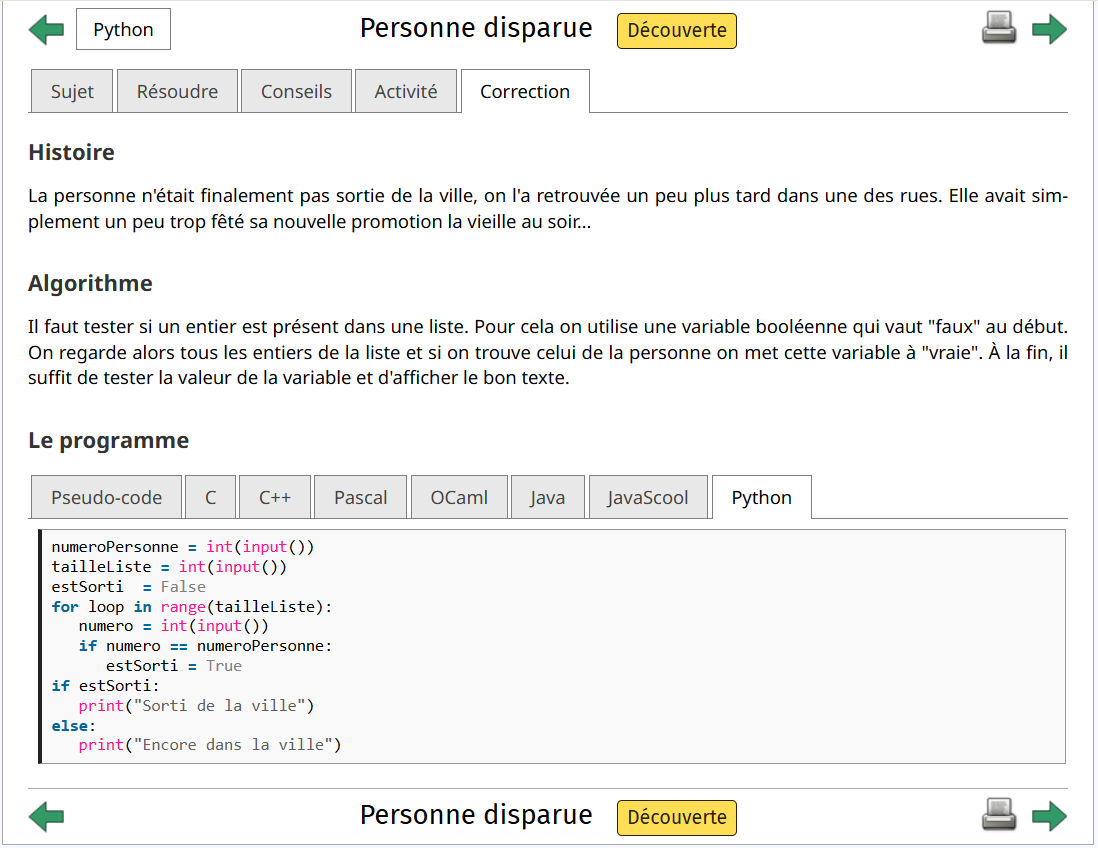 Python
Personne disparue
Découverte
Sujet
Résoudre
Conseils
Activité
Correction
Histoire
La personne n'était finalement pas sortie de la ville, on l'a retrouvée un peu plus tard dans une des rues. Elle avait sim-
plement un peu trop fêté sa nouvelle promotion la vieille au soir...
Algorithme
Il faut tester si un entier est présent dans une liste. Pour cela on utilise une variable booléenne qui vaut "faux" au début.
On regarde alors tous les entiers de la liste et si on trouve celui de la personne on met cette variable à "vraie". À la fin, il
suffit de tester la valeur de la variable et d'afficher le bon texte.
Le programme
Pseudo-code
C
C++
Pascal
OCaml
Java
JavaScool
Python
numeroPersonne = int(input())
tailleListe = int(input())
estSorti  = False
for loop in range(tailleListe):
   numero = int(input())
   if numero == numeroPersonne:
      estSorti = True
if estSorti:
   print("Sorti de la ville")
else:
   print("Encore dans la ville")
Personne disparue
Découverte